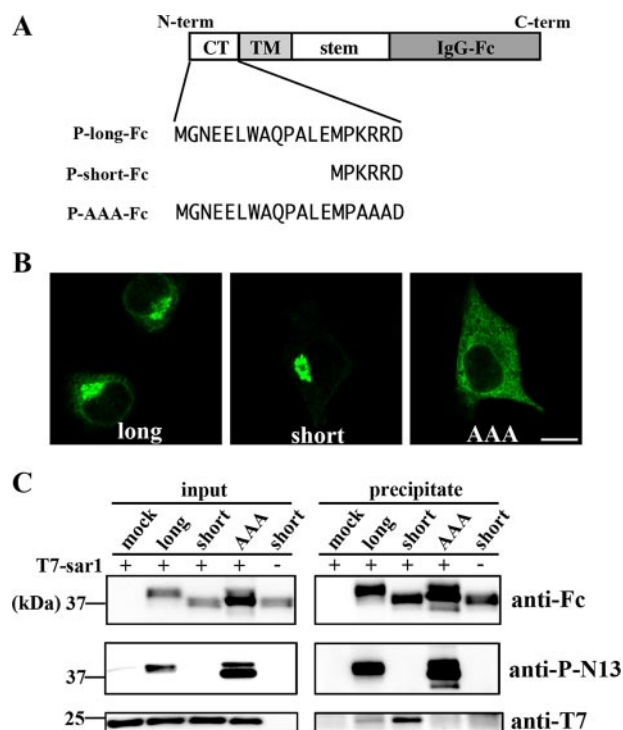 A
N-term C-term
CT TM stem IgG-Fc
P-long-Fc MGNEELWAQPALEMPKRRD
P-short-Fc MPKRRD
P-AAA-Fc MGNEELWAQPALEMPAAAD
B
long short AAA
C
input precipitate
mock long short AAA short mock long short AAA short
T7-sar1 + + + + - + + + + -
(kDa) 37 anti-Fc
37 anti-P-N13
25 anti-T7